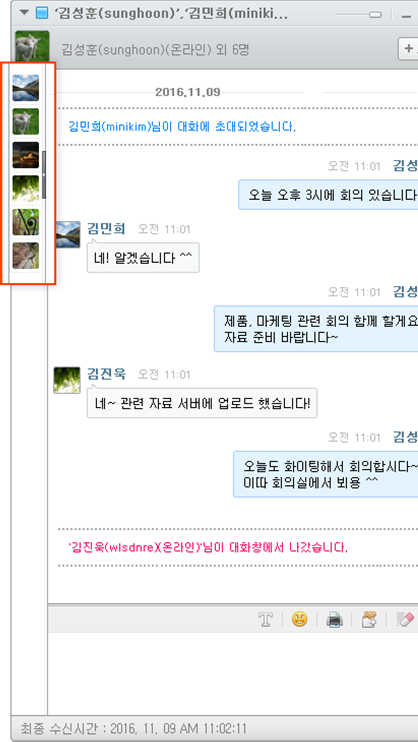 '김성훈(sunghoon)','김민희(miniki...
김성훈(sunghoon)(온라인) 외 6명
2016.11.09
김민희(minikim)님이 대화에 초대되었습니다.
오전 11:01 김성
오늘 오후 3시에 회의 있습니다
김민희 오전 11:01
네! 알겠습니다 ^^
오전 11:01 김성
제품, 마케팅 관련 회의 함께 할게요
자료 준비 바랍니다~
김진욱 오전 11:01
네~ 관련 자료 서버에 업로드 했습니다!
오전 11:01 김성
오늘도 화이팅해서 회의합시다~
이따 회의실에서 뵈용 ^^
'김진욱(wlsdnre)(온라인)'님이 대화창에서 나갔습니다.
최종 수신시간 : 2016. 11. 09 AM 11:02:11